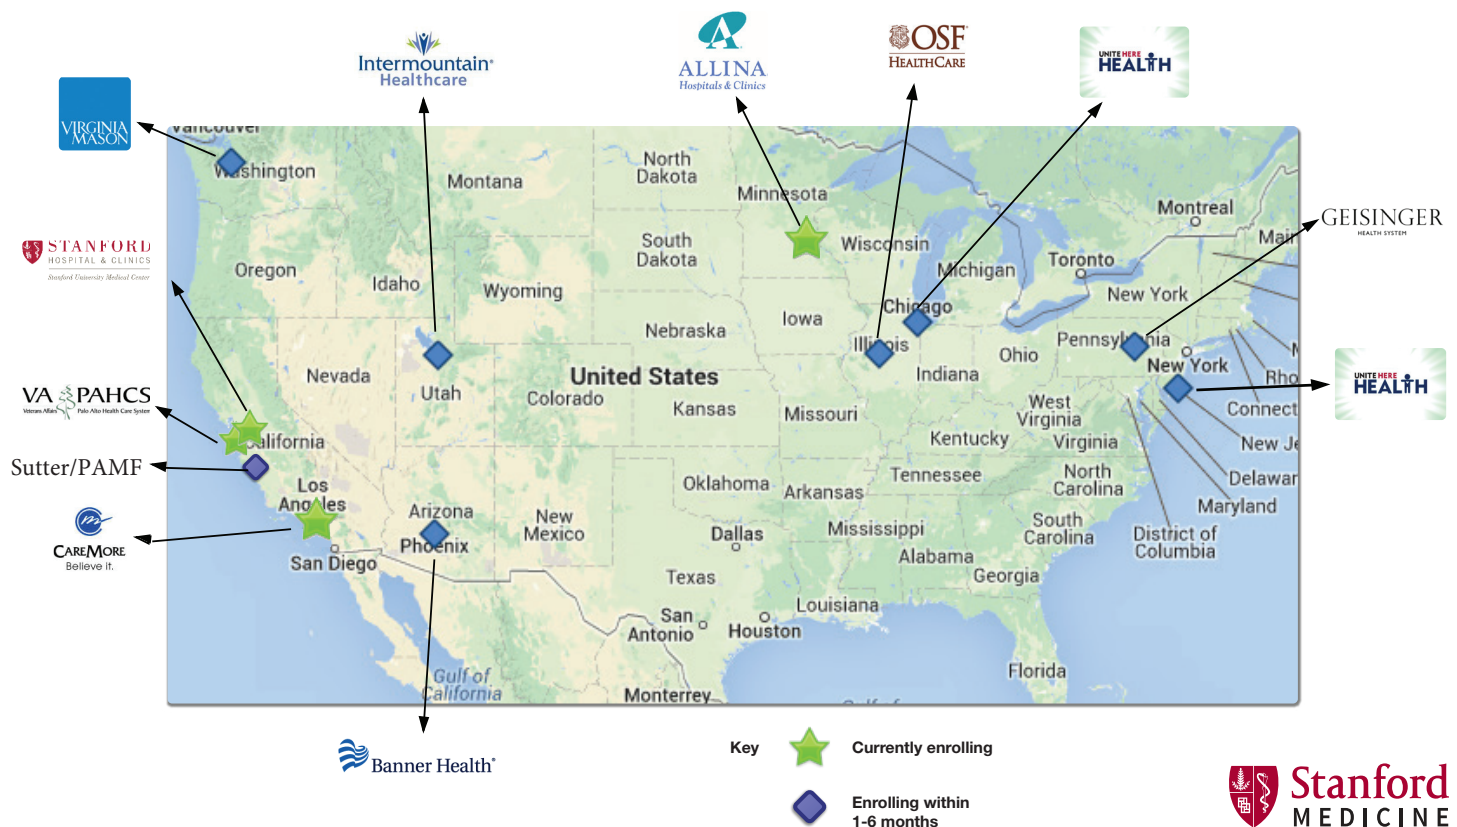 Intermountain®
Healthcare
ALLINA
Hospitals & Clinics
OSF®
HEALTHCARE
UNITE HERE
HEALTH
VIRGINIA
MASON
STANFORD
HOSPITAL & CLINICS
Stanford University Medical Center
VA PAHCS
Veterans Affairs Palo Alto Health Care System
Sutter/PAMF
CAREMORE
Believe it.
GEISINGER
HEALTH SYSTEM
UNITE HERE
HEALTH
Vancouver
Washington
Montana
North
Dakota
Minnesota
Montreal
Main
South
Dakota
Wisconsin
Michigan
Toronto
Oregon
Idaho
Wyoming
New York
Iowa
Chicago
Nebraska
Illinois
Ohio
Pennsylvania
New York
Nevada
Utah
United States
Colorado
Indiana
Rho
Kansas
Missouri
West
Virginia
Connect
California
Kentucky
Virginia
New Je
Los
Angeles
Oklahoma
Arkansas
Tennessee
North
Carolina
Delawar
Maryland
Arizona
Phoenix
New
Mexico
Dallas
Mississippi
South
Carolina
District of
Columbia
San Diego
Alabama
Texas
Georgia
Louisiana
San
Antonio
Houston
Gulf of
California
Florida
Monterrey
Banner Health®
Key
Currently enrolling
Enrolling within
1-6 months
Stanford
MEDICINE